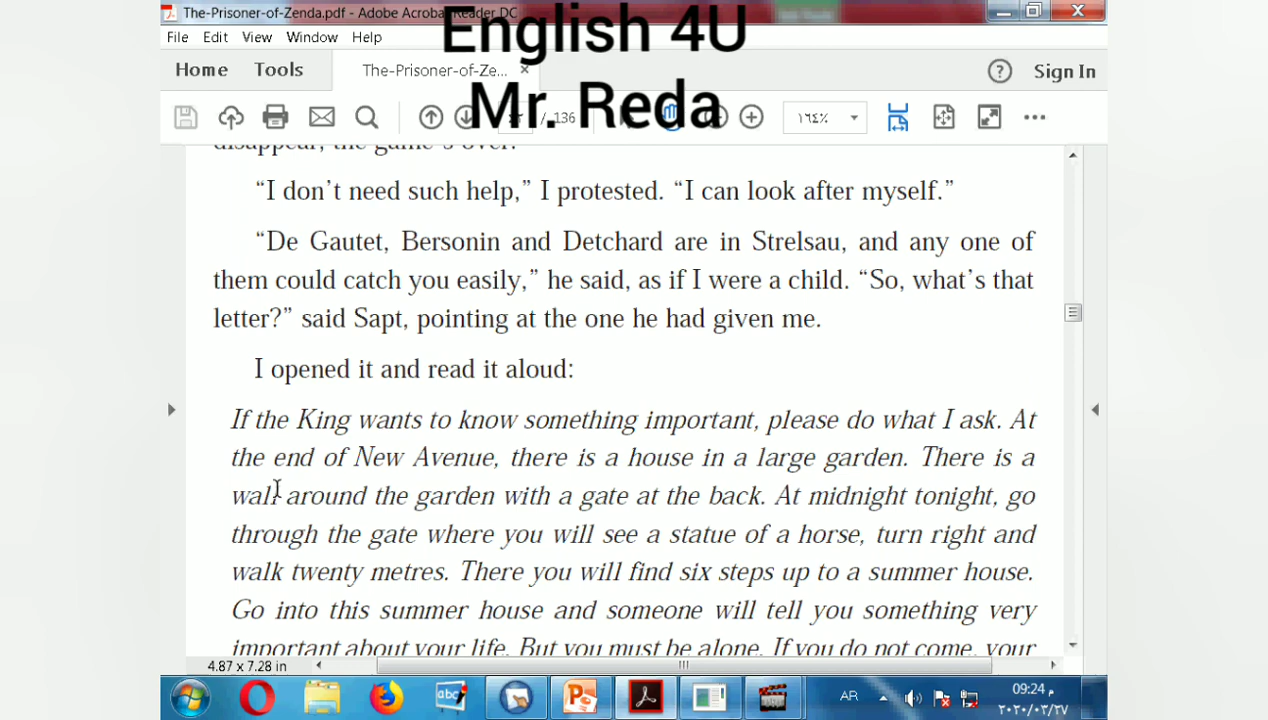 The-Prisoner-of-Zenda.pdf - Adobe Acrobat Reader DC
English 4U
File Edit View Window Help
Home Tools The-Prisoner-of-Ze... × Sign In
Mr. Reda
/ 136 ١٦٤٪
disappear, the game's over.
“I don’t need such help,” I protested. “I can look after myself.”
“De Gautet, Bersonin and Detchard are in Strelsau, and any one of
them could catch you easily,” he said, as if I were a child. “So, what’s that
letter?” said Sapt, pointing at the one he had given me.
I opened it and read it aloud:
If the King wants to know something important, please do what I ask. At
the end of New Avenue, there is a house in a large garden. There is a
wall around the garden with a gate at the back. At midnight tonight, go
through the gate where you will see a statue of a horse, turn right and
walk twenty metres. There you will find six steps up to a summer house.
Go into this summer house and someone will tell you something very
important about your life. But you must be alone. If you do not come, your
4.87 x 7.28 in
abc AR 09:24 م
٢٠٢٠/٠٣/٢٧